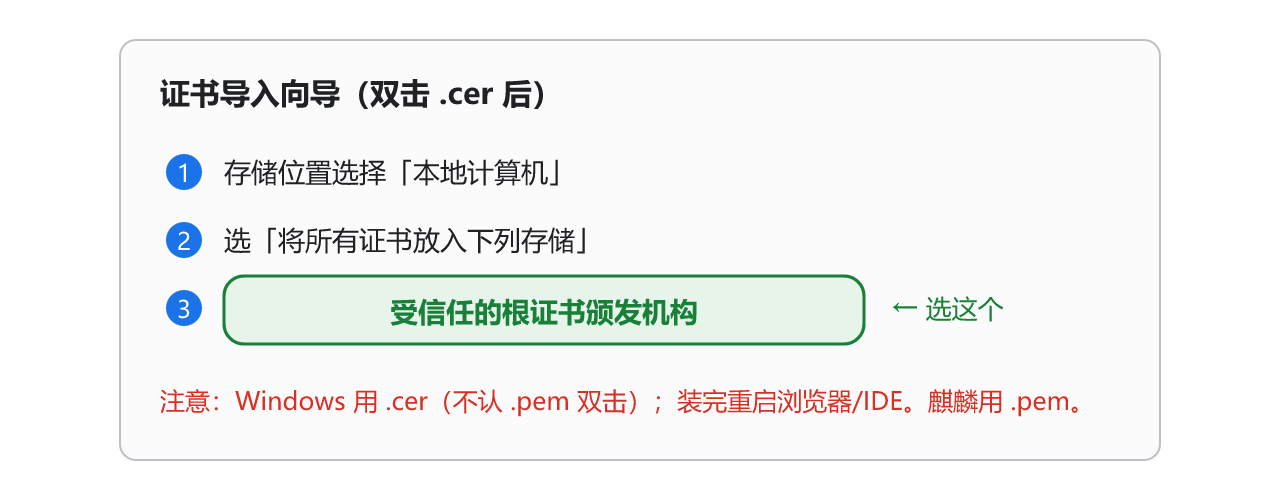 证书导入向导（双击 .cer 后）
1 存储位置选择「本地计算机」
2 选「将所有证书放入下列存储」
3 受信任的根证书颁发机构 ← 选这个
注意：Windows 用 .cer（不认 .pem 双击）；装完重启浏览器/IDE。麒麟用 .pem。